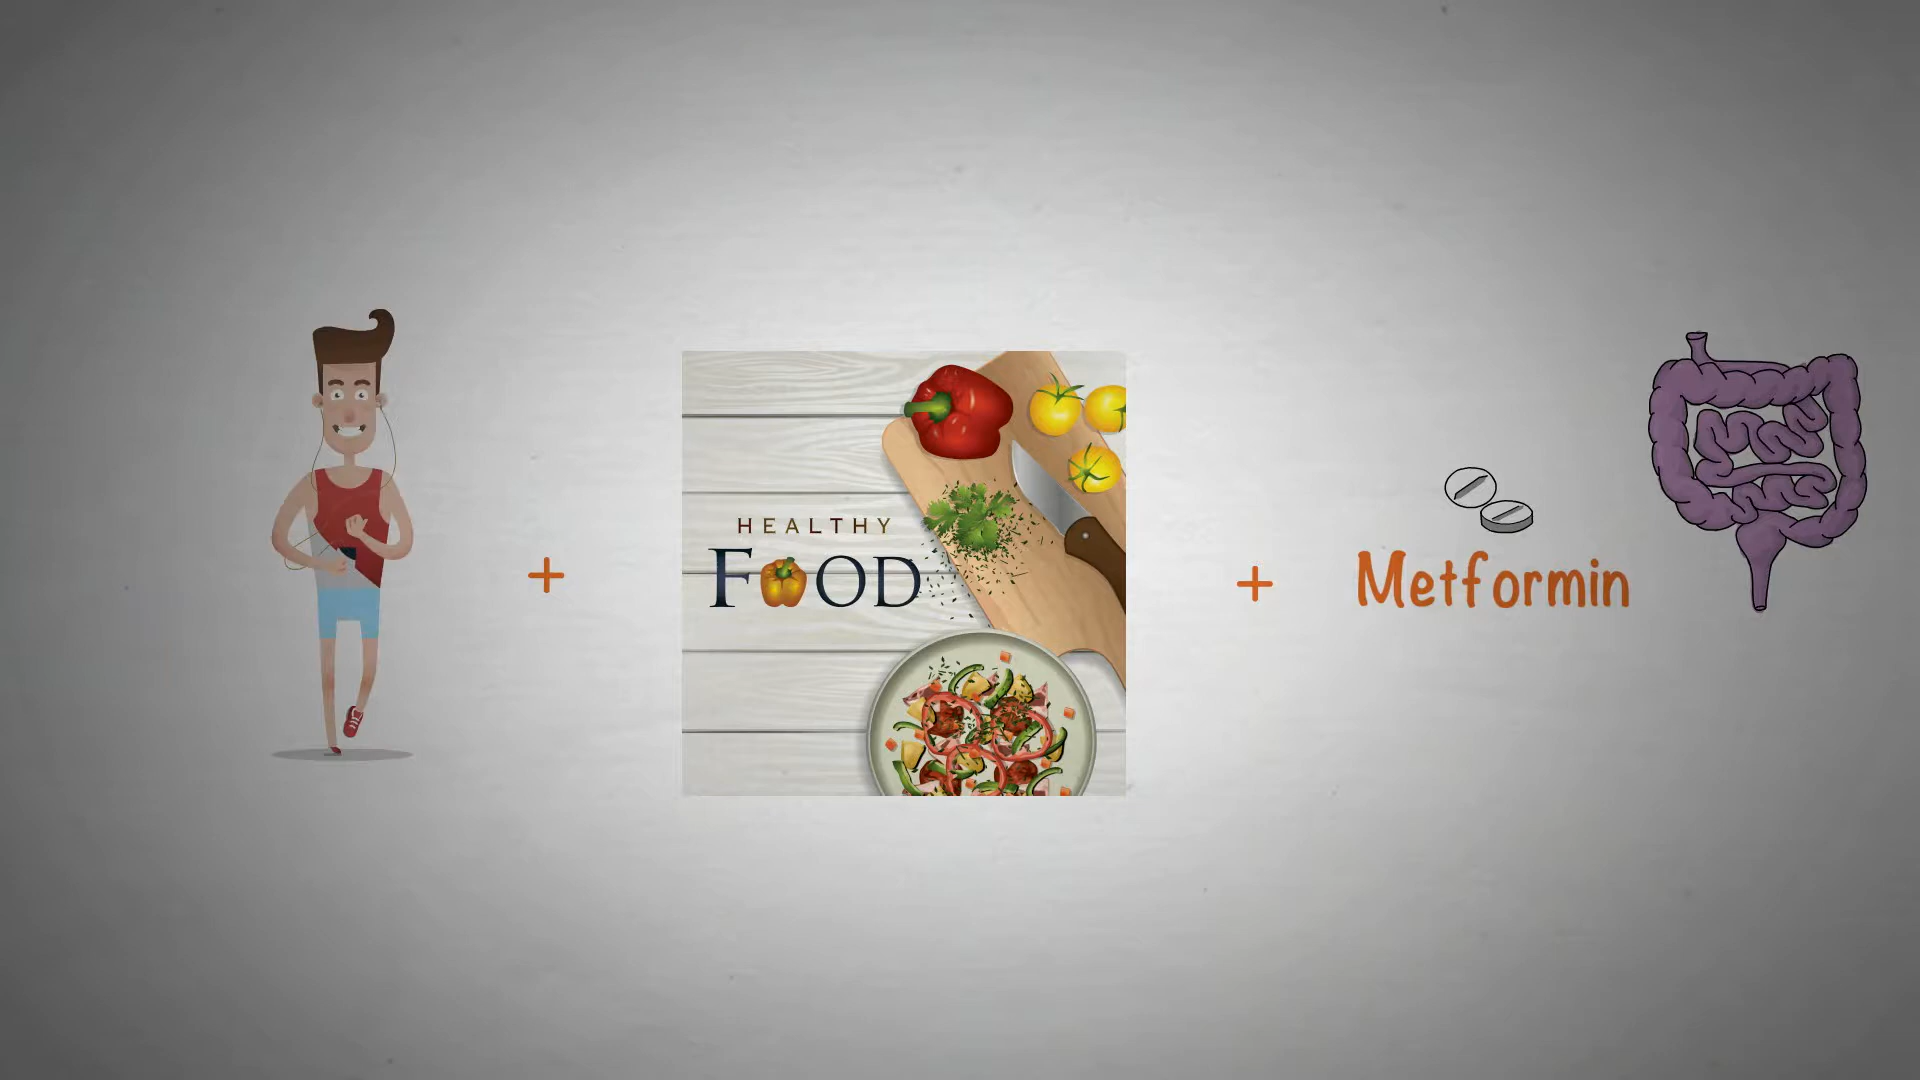 HEALTHY
FOOD
+
+
Metformin